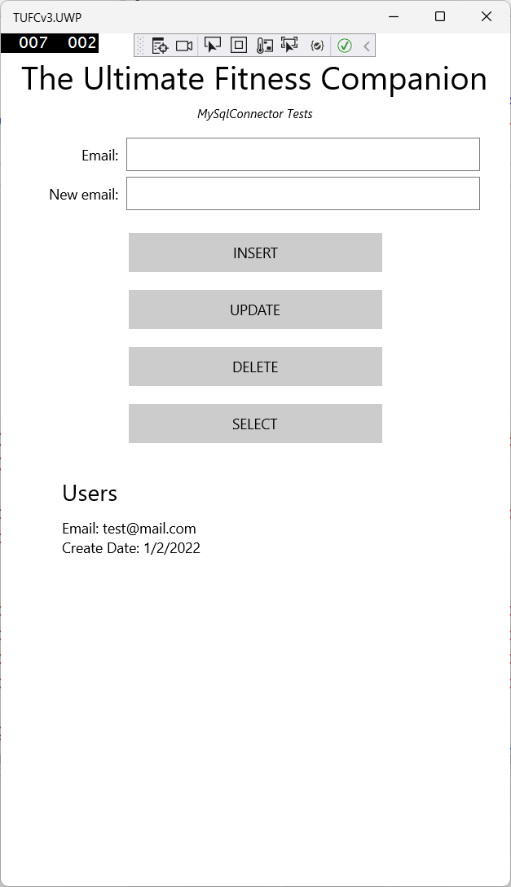 TUFCv3.UWP
007 002
The Ultimate Fitness Companion
MySqlConnector Tests
Email:
New email:
INSERT
UPDATE
DELETE
SELECT
Users
Email: test@mail.com
Create Date: 1/2/2022